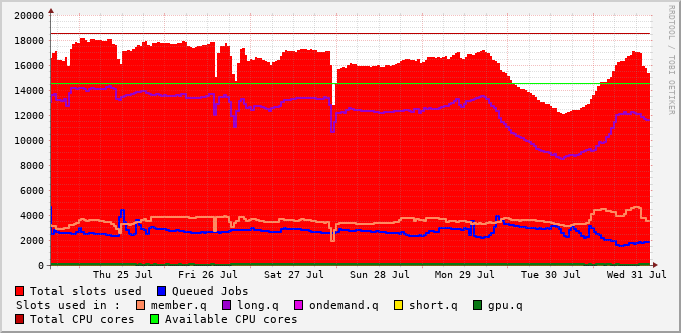 20000
18000
16000
14000
12000
10000
8000
6000
4000
2000
0
Thu 25 Jul Fri 26 Jul Sat 27 Jul Sun 28 Jul Mon 29 Jul Tue 30 Jul Wed 31 Jul
Total slots used Queued Jobs
Slots used in : member.q long.q ondemand.q short.q gpu.q
Total CPU cores Available CPU cores
RRDTOOL / TOBI OETIKER